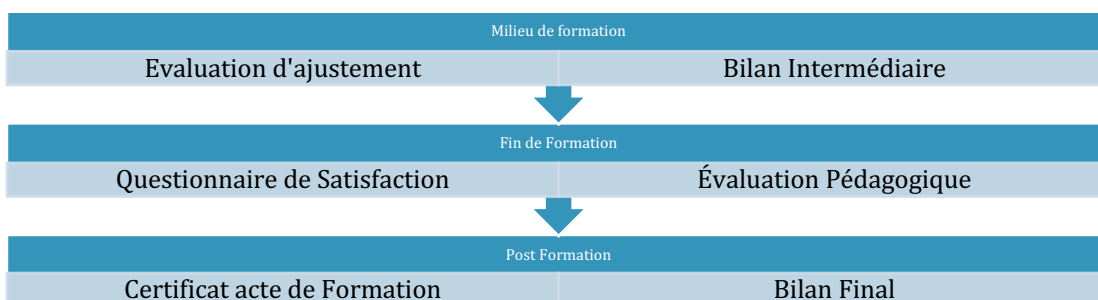 Milieu de formation
Evaluation d'ajustement Bilan Intermédiaire
Fin de Formation
Questionnaire de Satisfaction Évaluation Pédagogique
Post Formation
Certificat acte de Formation Bilan Final